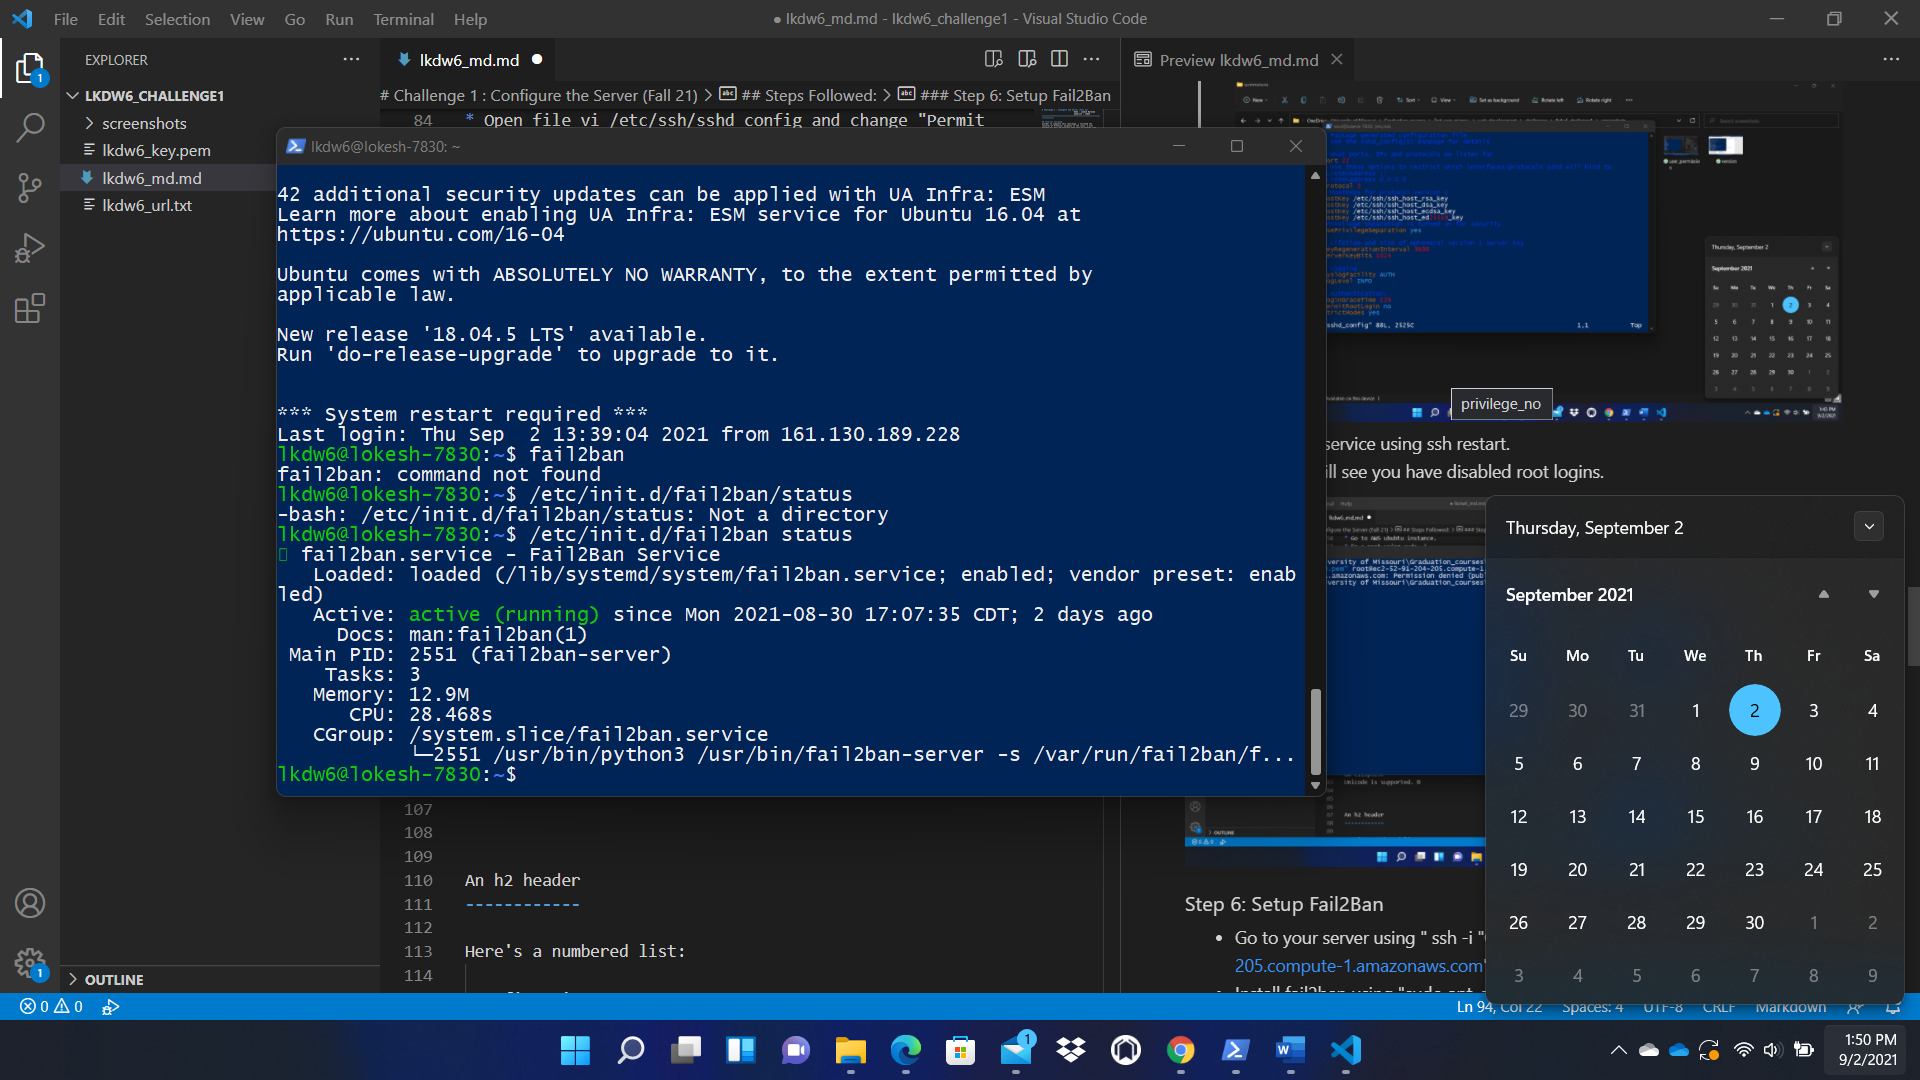 File Edit Selection View Go Run Terminal Help
● lkdw6_md.md - lkdw6_challenge1 - Visual Studio Code
EXPLORER
LKDW6_CHALLENGE1
screenshots
lkdw6_key.pem
lkdw6_md.md
lkdw6_url.txt
OUTLINE
lkdw6_md.md
# Challenge 1 : Configure the Server (Fall 21) > ## Steps Followed: > ### Step 6: Setup Fail2Ban
84 * Open file vi /etc/ssh/sshd config and change "Permit
lkdw6@lokesh-7830: ~
42 additional security updates can be applied with UA Infra: ESM
Learn more about enabling UA Infra: ESM service for Ubuntu 16.04 at
https://ubuntu.com/16-04
Ubuntu comes with ABSOLUTELY NO WARRANTY, to the extent permitted by
applicable law.
New release '18.04.5 LTS' available.
Run 'do-release-upgrade' to upgrade to it.
*** System restart required ***
Last login: Thu Sep  2 13:39:04 2021 from 161.130.189.228
lkdw6@lokesh-7830:~$ fail2ban
fail2ban: command not found
lkdw6@lokesh-7830:~$ /etc/init.d/fail2ban/status
-bash: /etc/init.d/fail2ban/status: Not a directory
lkdw6@lokesh-7830:~$ /etc/init.d/fail2ban status
fail2ban.service - Fail2Ban Service
Loaded: loaded (/lib/systemd/system/fail2ban.service; enabled; vendor preset: enab
led)
Active: active (running) since Mon 2021-08-30 17:07:35 CDT; 2 days ago
Docs: man:fail2ban(1)
Main PID: 2551 (fail2ban-server)
Tasks: 3
Memory: 12.9M
CPU: 28.468s
CGroup: /system.slice/fail2ban.service
└─2551 /usr/bin/python3 /usr/bin/fail2ban-server -s /var/run/fail2ban/f...
lkdw6@lokesh-7830:~$
107
108
109
110 An h2 header
111 ------------
112
113 Here's a numbered list:
114
Preview lkdw6_md.md
privilege_no
service using ssh restart.
ill see you have disabled root logins.
Step 6: Setup Fail2Ban
• Go to your server using " ssh -i "
205.compute-1.amazonaws.com"
Thursday, September 2
September 2021
Su Mo Tu We Th Fr Sa
29 30 31 1 2 3 4
5 6 7 8 9 10 11
12 13 14 15 16 17 18
19 20 21 22 23 24 25
26 27 28 29 30 1 2
3 4 5 6 7 8 9
0 0
Ln 94, Col 22 Spaces: 4 UTF-8 CRLF Markdown
1:50 PM
9/2/2021